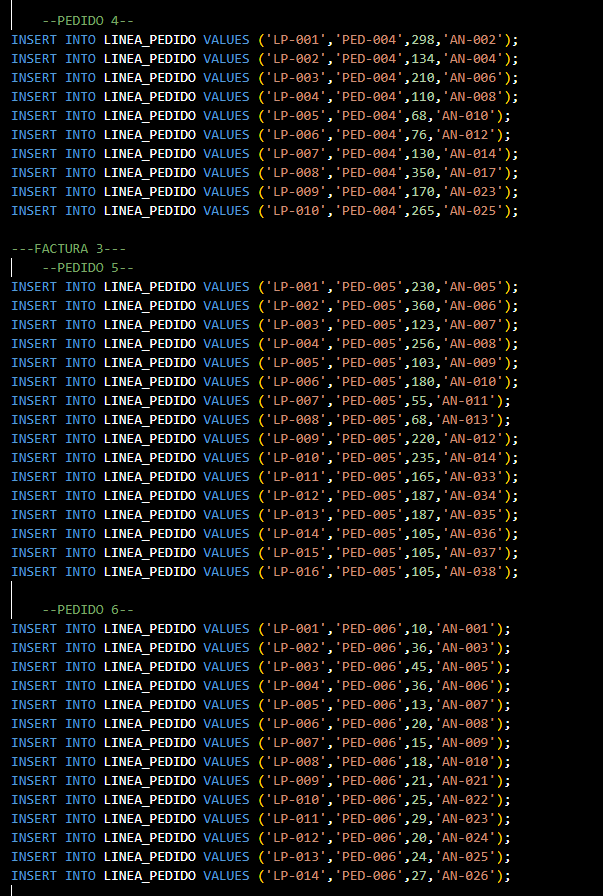 --PEDIDO 4--
INSERT INTO LINEA_PEDIDO VALUES ('LP-001','PED-004',298,'AN-002');
INSERT INTO LINEA_PEDIDO VALUES ('LP-002','PED-004',134,'AN-004');
INSERT INTO LINEA_PEDIDO VALUES ('LP-003','PED-004',210,'AN-006');
INSERT INTO LINEA_PEDIDO VALUES ('LP-004','PED-004',110,'AN-008');
INSERT INTO LINEA_PEDIDO VALUES ('LP-005','PED-004',68,'AN-010');
INSERT INTO LINEA_PEDIDO VALUES ('LP-006','PED-004',76,'AN-012');
INSERT INTO LINEA_PEDIDO VALUES ('LP-007','PED-004',130,'AN-014');
INSERT INTO LINEA_PEDIDO VALUES ('LP-008','PED-004',350,'AN-017');
INSERT INTO LINEA_PEDIDO VALUES ('LP-009','PED-004',170,'AN-023');
INSERT INTO LINEA_PEDIDO VALUES ('LP-010','PED-004',265,'AN-025');
---FACTURA 3---
--PEDIDO 5--
INSERT INTO LINEA_PEDIDO VALUES ('LP-001','PED-005',230,'AN-005');
INSERT INTO LINEA_PEDIDO VALUES ('LP-002','PED-005',360,'AN-006');
INSERT INTO LINEA_PEDIDO VALUES ('LP-003','PED-005',123,'AN-007');
INSERT INTO LINEA_PEDIDO VALUES ('LP-004','PED-005',256,'AN-008');
INSERT INTO LINEA_PEDIDO VALUES ('LP-005','PED-005',103,'AN-009');
INSERT INTO LINEA_PEDIDO VALUES ('LP-006','PED-005',180,'AN-010');
INSERT INTO LINEA_PEDIDO VALUES ('LP-007','PED-005',55,'AN-011');
INSERT INTO LINEA_PEDIDO VALUES ('LP-008','PED-005',68,'AN-013');
INSERT INTO LINEA_PEDIDO VALUES ('LP-009','PED-005',220,'AN-012');
INSERT INTO LINEA_PEDIDO VALUES ('LP-010','PED-005',235,'AN-014');
INSERT INTO LINEA_PEDIDO VALUES ('LP-011','PED-005',165,'AN-033');
INSERT INTO LINEA_PEDIDO VALUES ('LP-012','PED-005',187,'AN-034');
INSERT INTO LINEA_PEDIDO VALUES ('LP-013','PED-005',187,'AN-035');
INSERT INTO LINEA_PEDIDO VALUES ('LP-014','PED-005',105,'AN-036');
INSERT INTO LINEA_PEDIDO VALUES ('LP-015','PED-005',105,'AN-037');
INSERT INTO LINEA_PEDIDO VALUES ('LP-016','PED-005',105,'AN-038');
--PEDIDO 6--
INSERT INTO LINEA_PEDIDO VALUES ('LP-001','PED-006',10,'AN-001');
INSERT INTO LINEA_PEDIDO VALUES ('LP-002','PED-006',36,'AN-003');
INSERT INTO LINEA_PEDIDO VALUES ('LP-003','PED-006',45,'AN-005');
INSERT INTO LINEA_PEDIDO VALUES ('LP-004','PED-006',36,'AN-006');
INSERT INTO LINEA_PEDIDO VALUES ('LP-005','PED-006',13,'AN-007');
INSERT INTO LINEA_PEDIDO VALUES ('LP-006','PED-006',20,'AN-008');
INSERT INTO LINEA_PEDIDO VALUES ('LP-007','PED-006',15,'AN-009');
INSERT INTO LINEA_PEDIDO VALUES ('LP-008','PED-006',18,'AN-010');
INSERT INTO LINEA_PEDIDO VALUES ('LP-009','PED-006',21,'AN-021');
INSERT INTO LINEA_PEDIDO VALUES ('LP-010','PED-006',25,'AN-022');
INSERT INTO LINEA_PEDIDO VALUES ('LP-011','PED-006',29,'AN-023');
INSERT INTO LINEA_PEDIDO VALUES ('LP-012','PED-006',20,'AN-024');
INSERT INTO LINEA_PEDIDO VALUES ('LP-013','PED-006',24,'AN-025');
INSERT INTO LINEA_PEDIDO VALUES ('LP-014','PED-006',27,'AN-026');